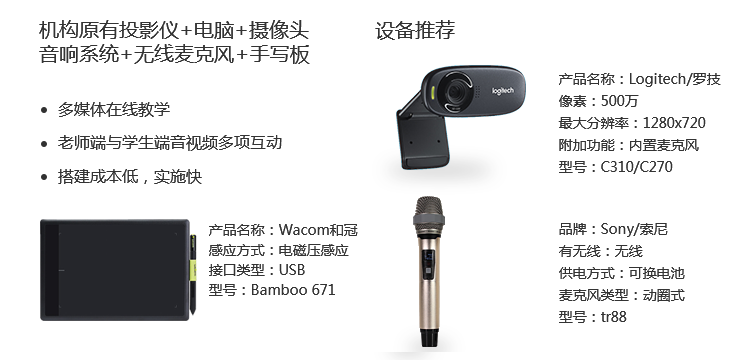 机构原有投影仪+电脑+摄像头
音响系统+无线麦克风+手写板
• 多媒体在线教学
• 老师端与学生端音视频多项互动
• 搭建成本低，实施快
产品名称：Wacom和冠
感应方式：电磁压感应
接口类型：USB
型号：Bamboo 671
设备推荐
logitech
产品名称：Logitech/罗技
像素：500万
最大分辨率：1280x720
附加功能：内置麦克风
型号：C310/C270
品牌：Sony/索尼
有无线：无线
供电方式：可换电池
麦克风类型：动圈式
型号：tr88